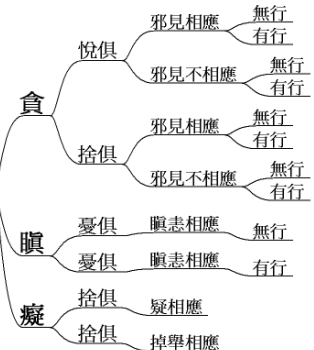 貪
悅俱
邪見相應
無行
有行
邪見不相應
無行
有行
捨俱
邪見相應
無行
有行
邪見不相應
無行
有行
瞋
憂俱
瞋恚相應
無行
憂俱
瞋恚相應
有行
癡
捨俱
疑相應
捨俱
掉舉相應